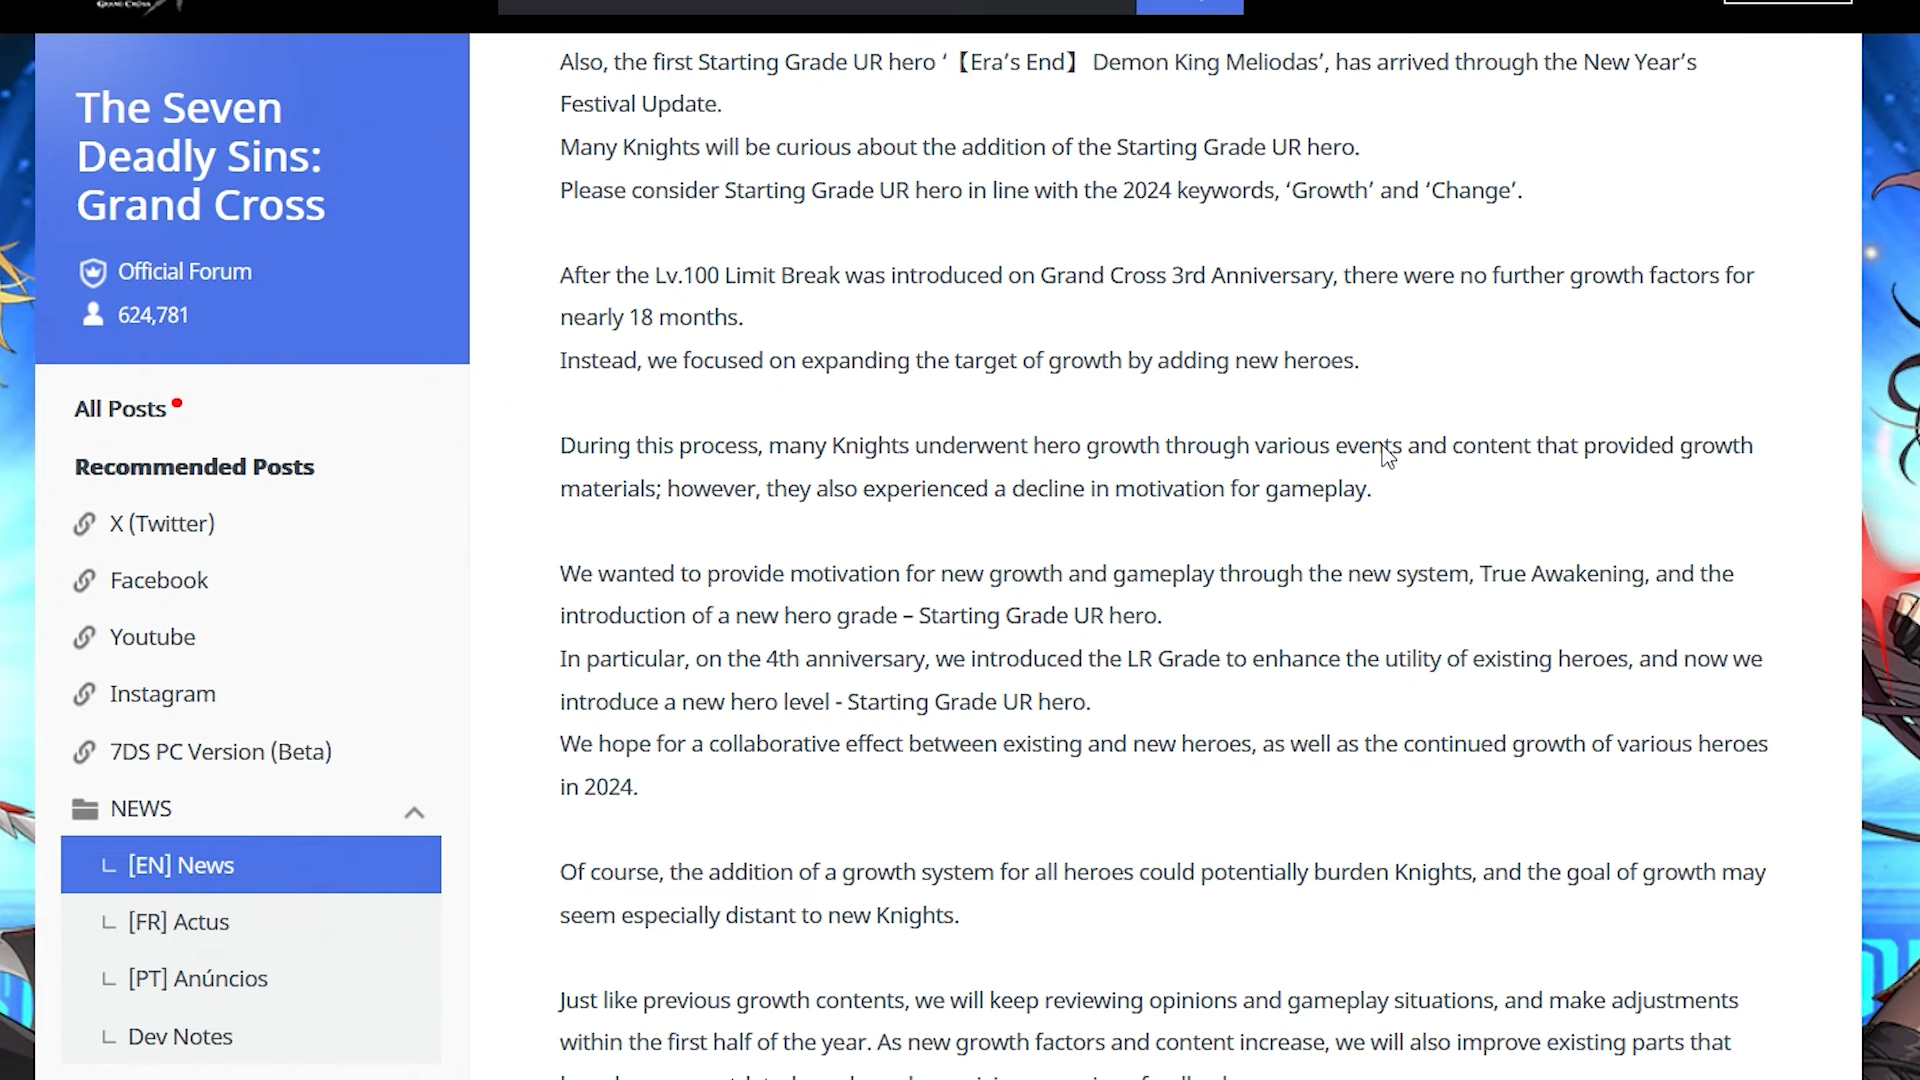 GRAND CROSS
The Seven
Deadly Sins:
Grand Cross
Official Forum
624,781
All Posts
Recommended Posts
X (Twitter)
Facebook
Youtube
Instagram
7DS PC Version (Beta)
NEWS
[EN] News
[FR] Actus
[PT] Anúncios
Dev Notes
Also, the first Starting Grade UR hero ‘【Era’s End】 Demon King Meliodas’, has arrived through the New Year’s
Festival Update.
Many Knights will be curious about the addition of the Starting Grade UR hero.
Please consider Starting Grade UR hero in line with the 2024 keywords, ‘Growth’ and ‘Change’.
After the Lv.100 Limit Break was introduced on Grand Cross 3rd Anniversary, there were no further growth factors for
nearly 18 months.
Instead, we focused on expanding the target of growth by adding new heroes.
During this process, many Knights underwent hero growth through various events and content that provided growth
materials; however, they also experienced a decline in motivation for gameplay.
We wanted to provide motivation for new growth and gameplay through the new system, True Awakening, and the
introduction of a new hero grade – Starting Grade UR hero.
In particular, on the 4th anniversary, we introduced the LR Grade to enhance the utility of existing heroes, and now we
introduce a new hero level - Starting Grade UR hero.
We hope for a collaborative effect between existing and new heroes, as well as the continued growth of various heroes
in 2024.
Of course, the addition of a growth system for all heroes could potentially burden Knights, and the goal of growth may
seem especially distant to new Knights.
Just like previous growth contents, we will keep reviewing opinions and gameplay situations, and make adjustments
within the first half of the year. As new growth factors and content increase, we will also improve existing parts that